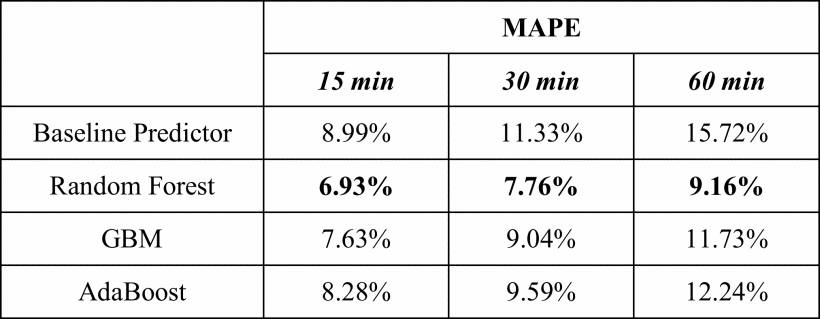 MAPE
15 min 30 min 60 min
Baseline Predictor 8.99% 11.33% 15.72%
Random Forest 6.93% 7.76% 9.16%
GBM 7.63% 9.04% 11.73%
AdaBoost 8.28% 9.59% 12.24%